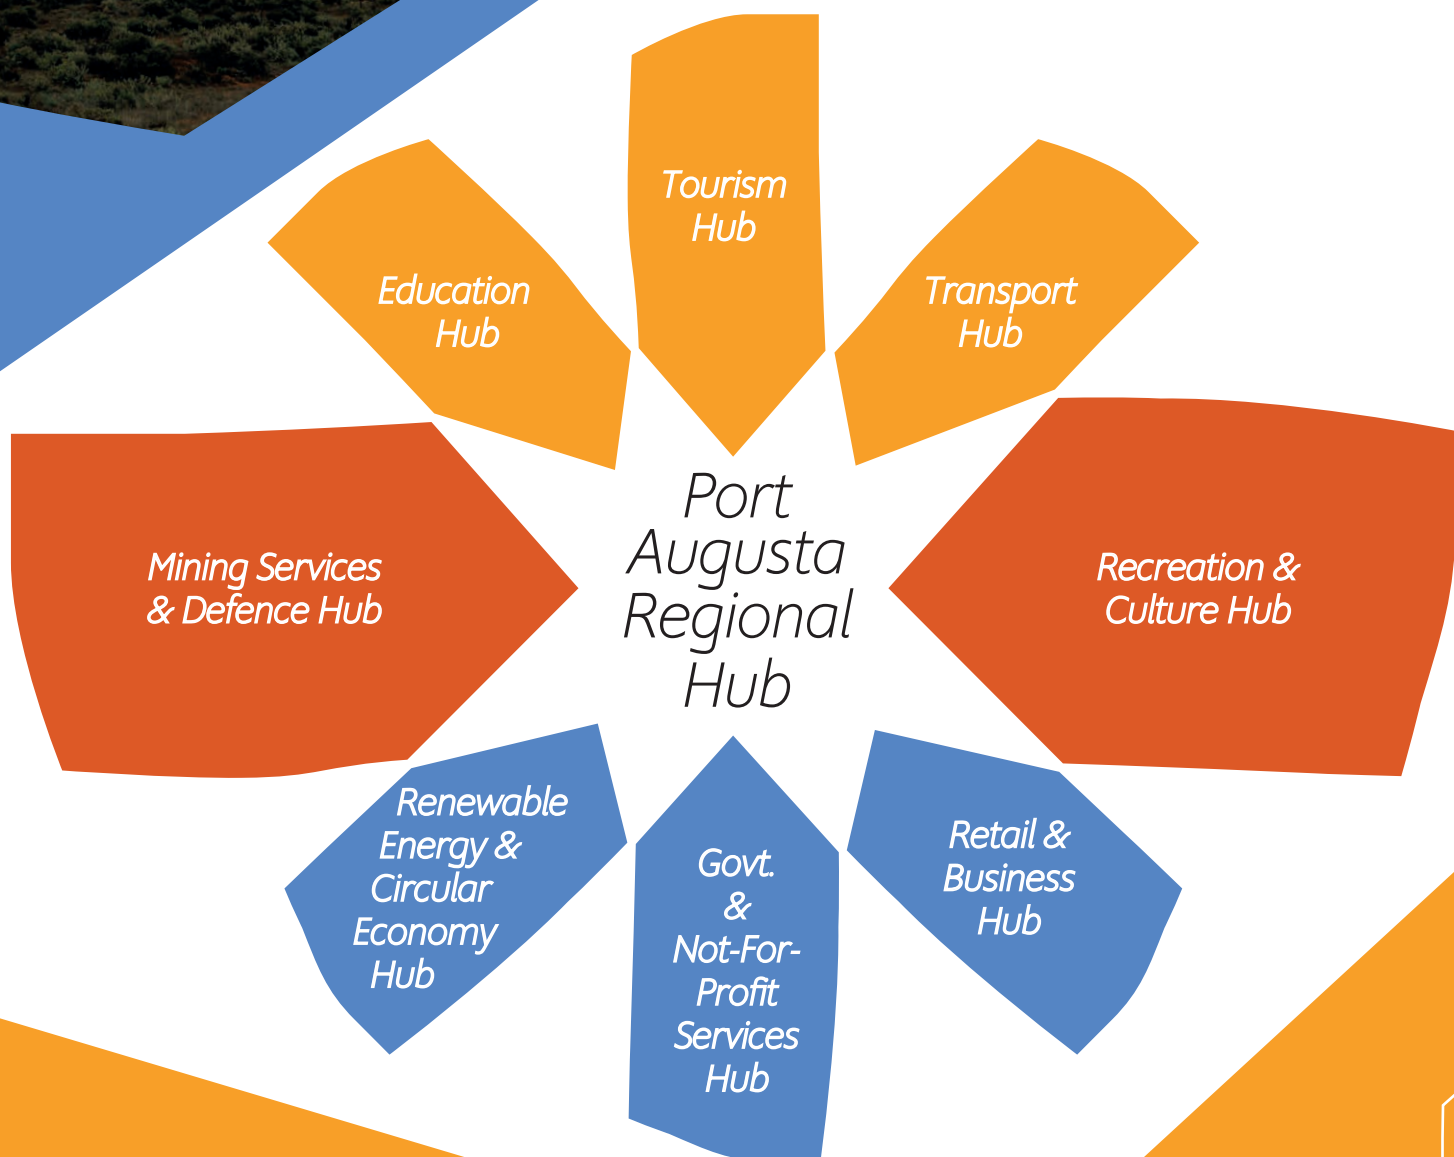 Tourism
Hub
Education
Hub
Transport
Hub
Port
Augusta
Regional
Hub
Mining Services
& Defence Hub
Recreation &
Culture Hub
Renewable
Energy &
Circular
Economy
Hub
Govt.
&
Not-For-
Profit
Services
Hub
Retail &
Business
Hub